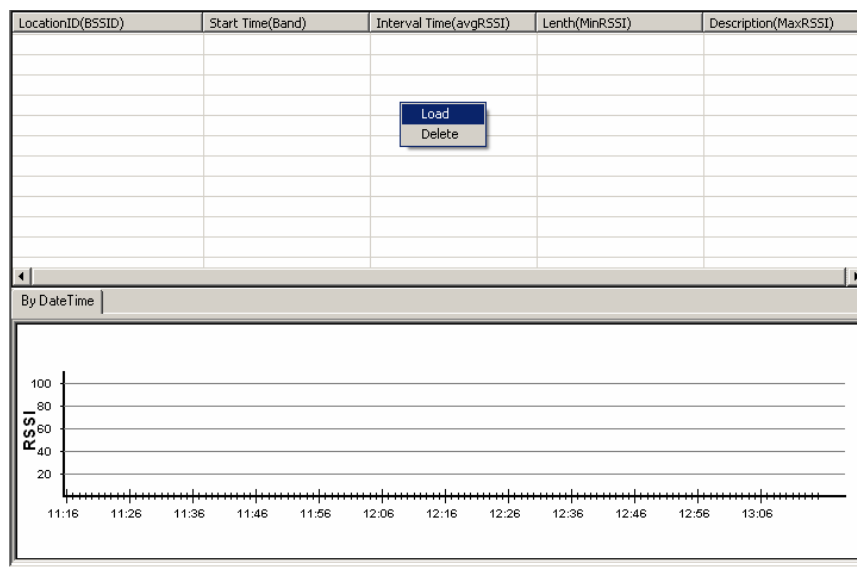 LocationID(BSSID) Start Time(Band) Interval Time(avgRSSI) Lenth(MinRSSI) Description(MaxRSSI)
Load
Delete
By DateTime
100
80
60
40
20
RSSI
11:16 11:26 11:36 11:46 11:56 12:06 12:16 12:26 12:36 12:46 12:56 13:06